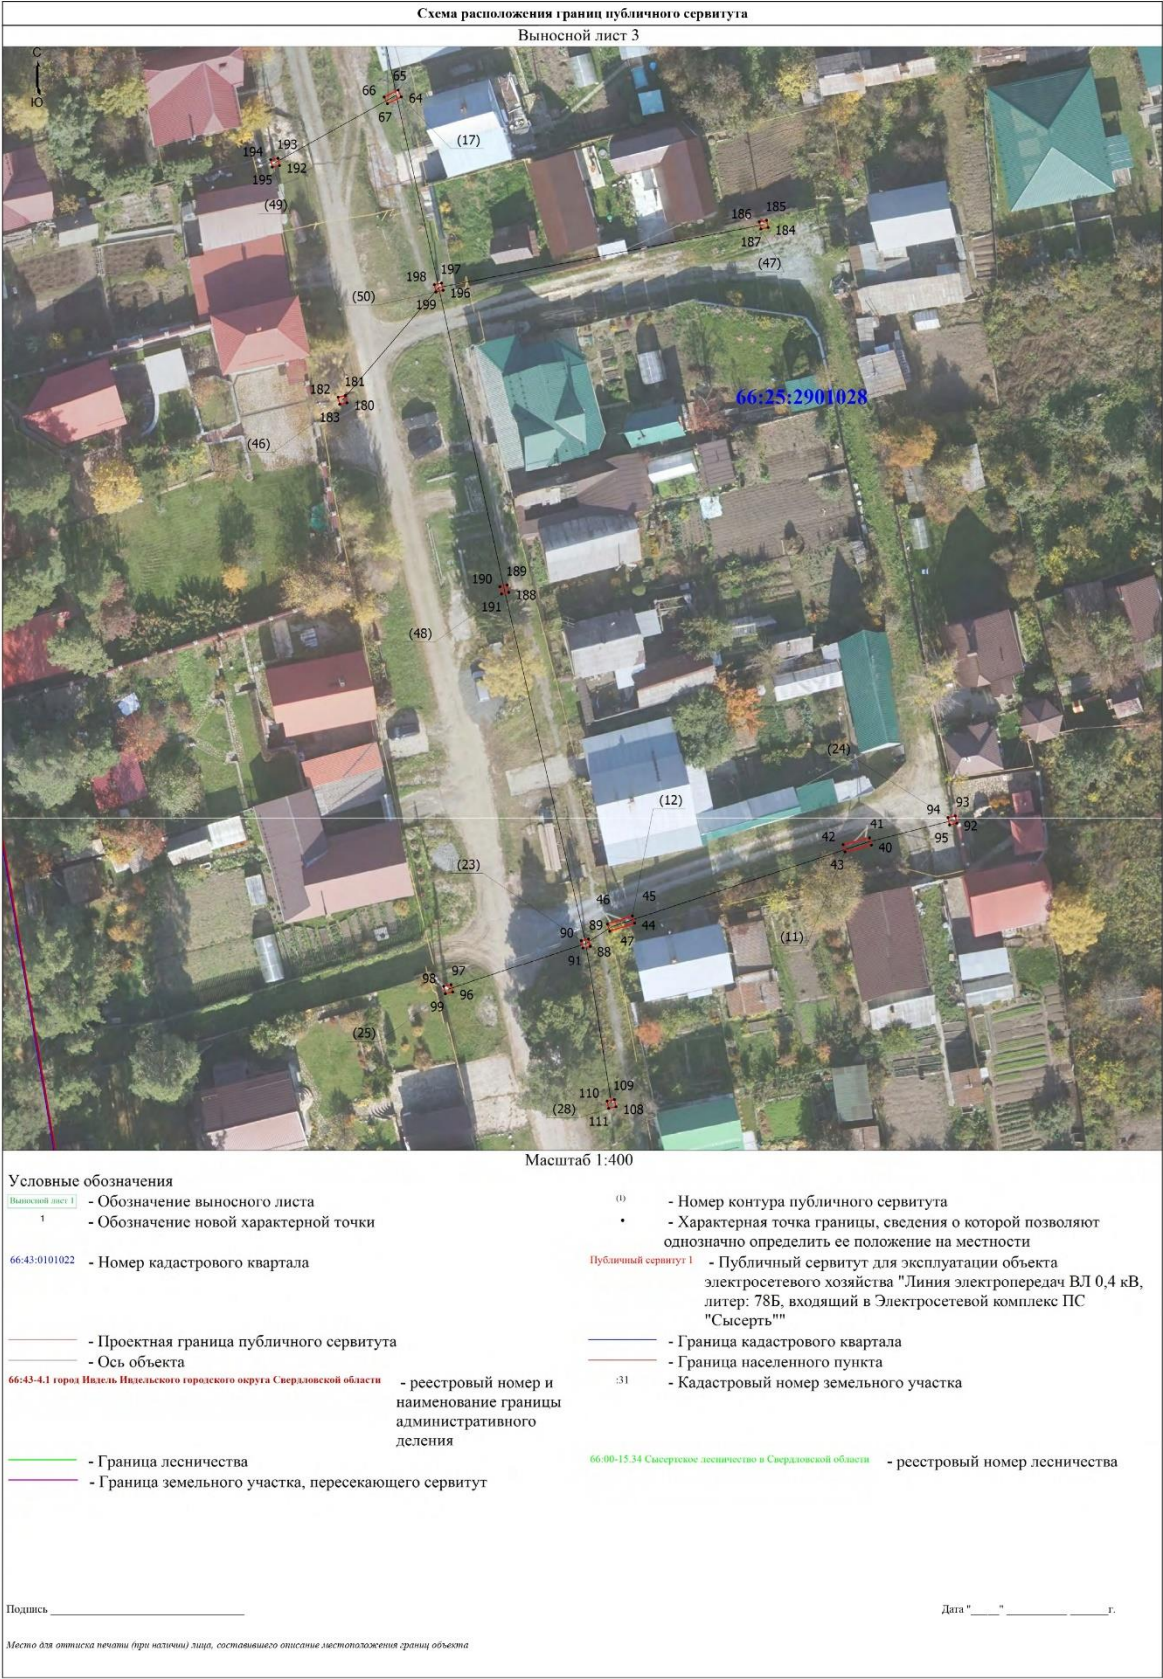 Схема расположения границ публичного сервитута
Выносной лист 3
С
Ю
65
66
64
67
(17)
193
194
192
195
(49)
185
186
184
187
(47)
197
198
196
199
(50)
181
182
180
183
(46)
66:25:2901028
189
190
188
191
(48)
(24)
(12)
93
94
92
95
41
42
40
43
(23)
45
46
44
47
89
90
88
91
(11)
97
98
96
99
(25)
109
110
108
111
(28)
Масштаб 1:400
Условные обозначения
Выносной лист 1 - Обозначение выносного листа
1 - Обозначение новой характерной точки
66:43:0101022 - Номер кадастрового квартала
- Проектная граница публичного сервитута
- Ось объекта
66:43-4.1 город Ивдель Ивдельского городского округа Свердловской области - реестровый номер и
наименование границы
административного
деления
- Граница лесничества
- Граница земельного участка, пересекающего сервитут
(1) - Номер контура публичного сервитута
- Характерная точка границы, сведения о которой позволяют
однозначно определить ее положение на местности
Публичный сервитут 1 - Публичный сервитут для эксплуатации объекта
электросетевого хозяйства "Линия электропередач ВЛ 0,4 кВ,
литер: 78Б, входящий в Электросетевой комплекс ПС
"Сысерть""
- Граница кадастрового квартала
- Граница населенного пункта
:31 - Кадастровый номер земельного участка
66:00-15.34 Сысертское лесничество в Свердловской области - реестровый номер лесничества
Подпись ____________________
Дата "_____" ___________ _______г.
Место для оттиска печати (при наличии) лица, составившего описание местоположения границ объекта